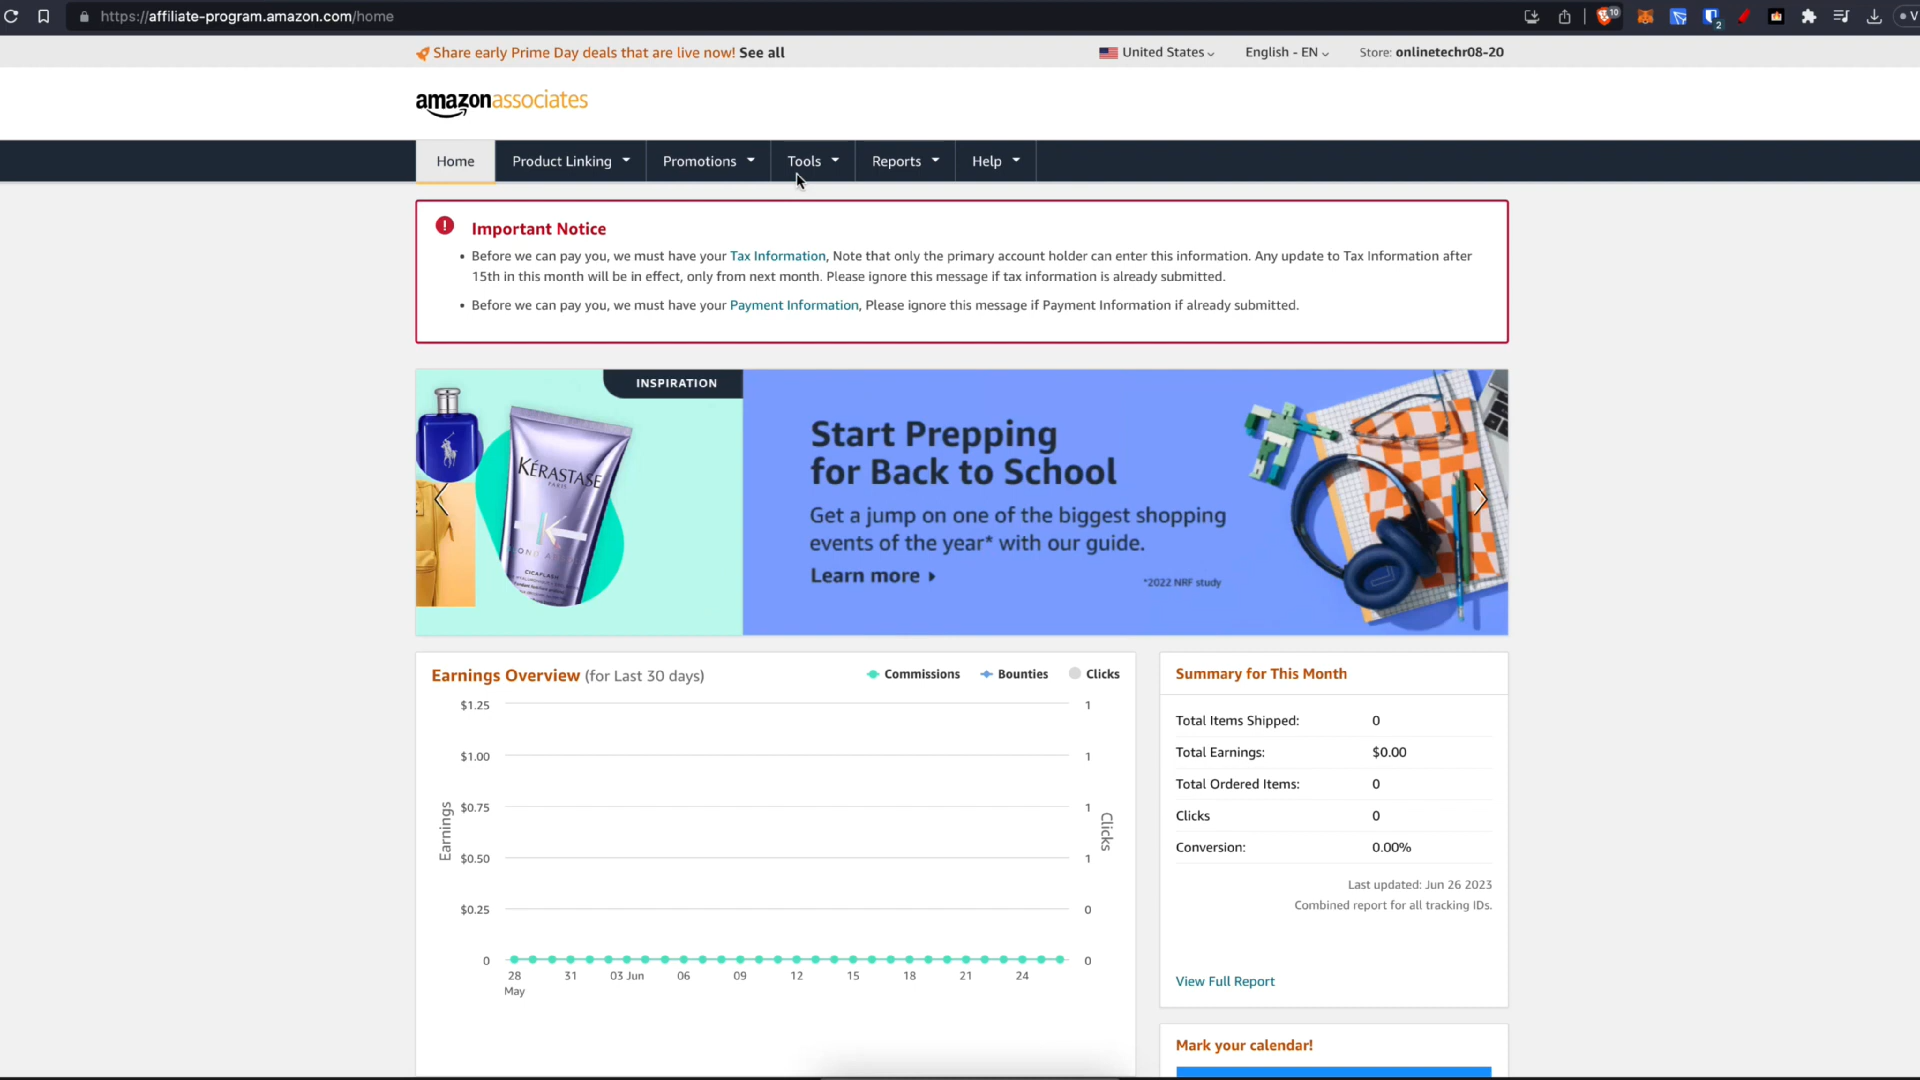 https://affiliate-program.amazon.com/home
10
2
V
Share early Prime Day deals that are live now! See all
United States
English - EN
Store: onlinetechr08-20
amazonassociates
Home
Product Linking
Promotions
Tools
Reports
Help
Important Notice
• Before we can pay you, we must have your Tax Information, Note that only the primary account holder can enter this information. Any update to Tax Information after
15th in this month will be in effect, only from next month. Please ignore this message if tax information is already submitted.
• Before we can pay you, we must have your Payment Information, Please ignore this message if Payment Information if already submitted.
INSPIRATION
KÉRASTASE
PARIS
Start Prepping
for Back to School
Get a jump on one of the biggest shopping
events of the year* with our guide.
Learn more
*2022 NRF study
Earnings Overview (for Last 30 days)
Commissions
Bounties
Clicks
$1.25
$1.00
$0.75
$0.50
$0.25
0
Earnings
1
1
1
1
0
0
Clicks
28
May
31
03 Jun
06
09
12
15
18
21
24
Summary for This Month
Total Items Shipped: 0
Total Earnings: $0.00
Total Ordered Items: 0
Clicks 0
Conversion: 0.00%
Last updated: Jun 26 2023
Combined report for all tracking IDs.
View Full Report
Mark your calendar!